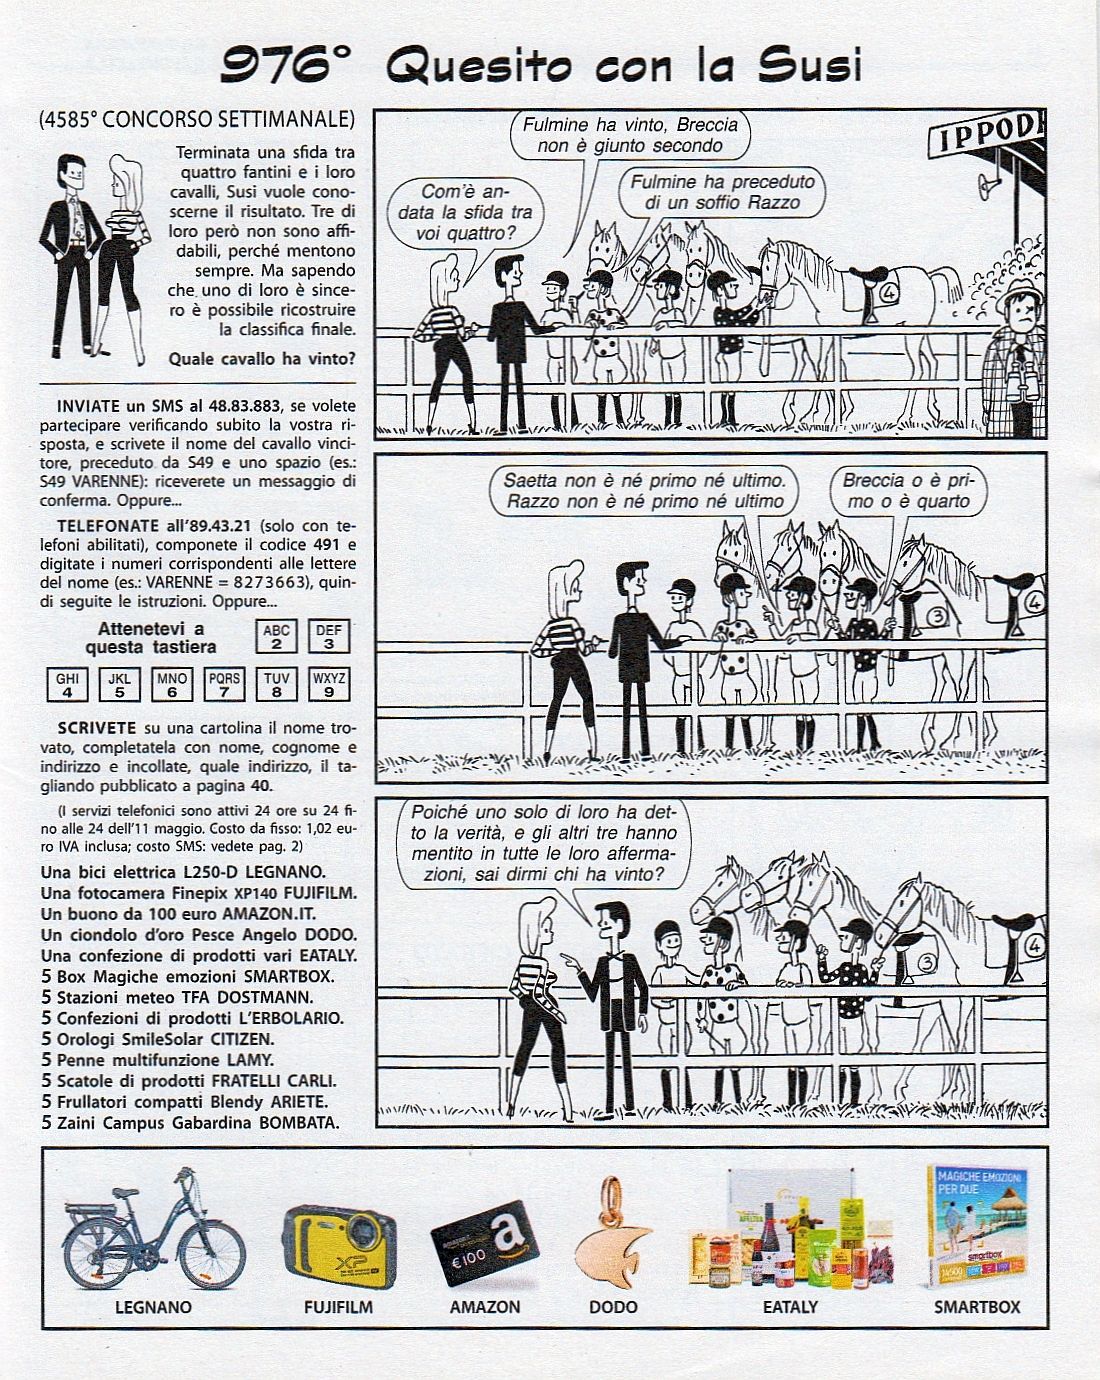 976° Quesito con la Susi
(4585° CONCORSO SETTIMANALE)
Terminata una sfida tra
quattro fantini e i loro
cavalli, Susi vuole cono-
scerne il risultato. Tre di
loro però non sono affi-
dabili, perché mentono
sempre. Ma sapendo
che uno di loro è since-
ro è possibile ricostruire
la classifica finale.
Quale cavallo ha vinto?
INVIATE un SMS al 48.83.883, se volete
partecipare verificando subito la vostra ri-
sposta, e scrivete il nome del cavallo vinci-
tore, preceduto da S49 e uno spazio (es.:
S49 VARENNE): riceverete un messaggio di
conferma. Oppure...
TELEFONATE all'89.43.21 (solo con te-
lefoni abilitati), componete il codice 491 e
digitate i numeri corrispondenti alle lettere
del nome (es.: VARENNE = 8273663), quin-
di seguite le istruzioni. Oppure...
Attenetevi a
questa tastiera
ABC
2
DEF
3
GHI
4
JKL
5
MNO
6
PQRS
7
TUV
8
WXYZ
9
SCRIVETE su una cartolina il nome tro-
vato, completatela con nome, cognome e
indirizzo e incollate, quale indirizzo, il ta-
gliando pubblicato a pagina 40.
(I servizi telefonici sono attivi 24 ore su 24 fi-
no alle 24 dell'11 maggio. Costo da fisso: 1,02 eu-
ro IVA inclusa; costo SMS: vedete pag. 2)
Una bici elettrica L250-D LEGNANO.
Una fotocamera Finepix XP140 FUJIFILM.
Un buono da 100 euro AMAZON.IT.
Un ciondolo d'oro Pesce Angelo DODO.
Una confezione di prodotti vari EATALY.
5 Box Magiche emozioni SMARTBOX.
5 Stazioni meteo TFA DOSTMANN.
5 Confezioni di prodotti L'ERBOLARIO.
5 Orologi SmileSolar CITIZEN.
5 Penne multifunzione LAMY.
5 Scatole di prodotti FRATELLI CARLI.
5 Frullatori compatti Blendy ARIETE.
5 Zaini Campus Gabardina BOMBATA.
Fulmine ha vinto, Breccia
non è giunto secondo
IPPOD
Com'è an-
data la sfida tra
voi quattro?
Fulmine ha preceduto
di un soffio Razzo
4
Saetta non è né primo né ultimo.
Razzo non è né primo né ultimo
Breccia o è pri-
mo o è quarto
3
4
Poiché uno solo di loro ha det-
to la verità, e gli altri tre hanno
mentito in tutte le loro afferma-
zioni, sai dirmi chi ha vinto?
3
4
XP
€100
a
MAGICHE EMOZIONI
PER DUE
smartbox
LEGNANO
FUJIFILM
AMAZON
DODO
EATALY
SMARTBOX